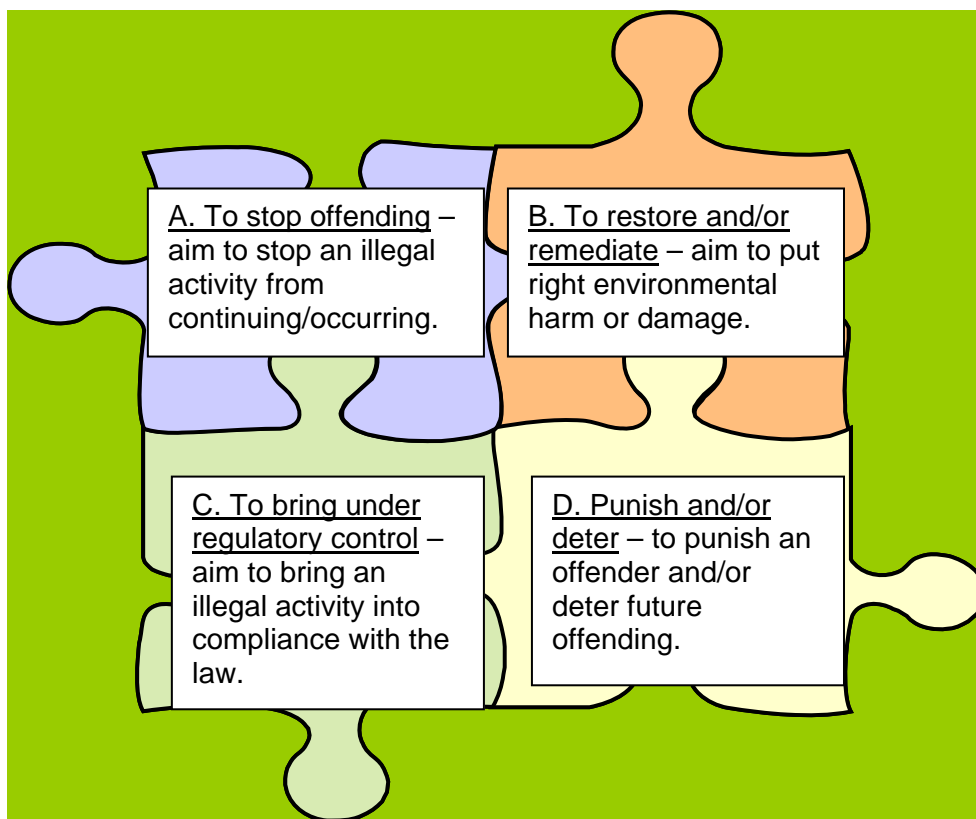 A. To stop offending –
aim to stop an illegal
activity from
continuing/occurring.
B. To restore and/or
remediate – aim to put
right environmental
harm or damage.
C. To bring under
regulatory control –
aim to bring an
illegal activity into
compliance with the
law.
D. Punish and/or
deter – to punish an
offender and/or
deter future
offending.